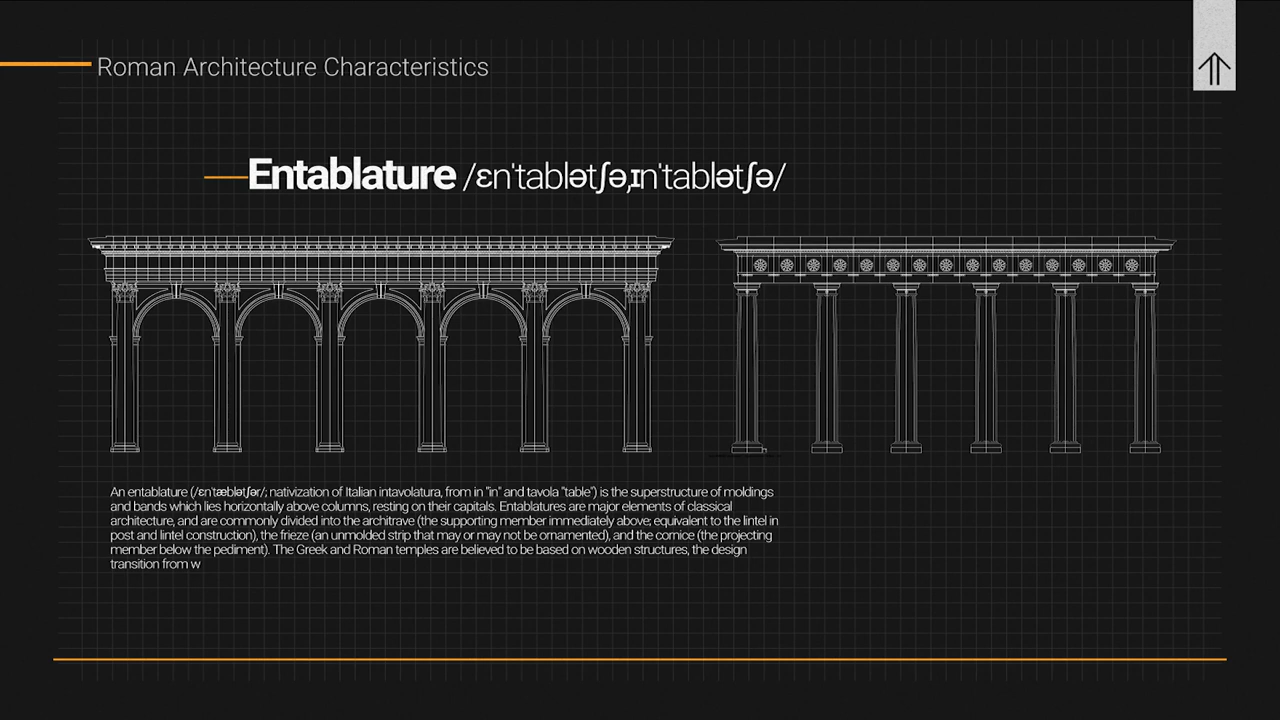 Roman Architecture Characteristics
Entablature /ɛnˈtablətʃə,ɪnˈtablətʃə/
An entablature (/ɛnˈtæblətʃər/; nativization of Italian intavolatura, from in "in" and tavola "table") is the superstructure of moldings
and bands which lies horizontally above columns, resting on their capitals. Entablatures are major elements of classical
architecture, and are commonly divided into the architrave (the supporting member immediately above; equivalent to the lintel in
post and lintel construction), the frieze (an unmolded strip that may or may not be ornamented), and the cornice (the projecting
member below the pediment). The Greek and Roman temples are believed to be based on wooden structures, the design
transition from w